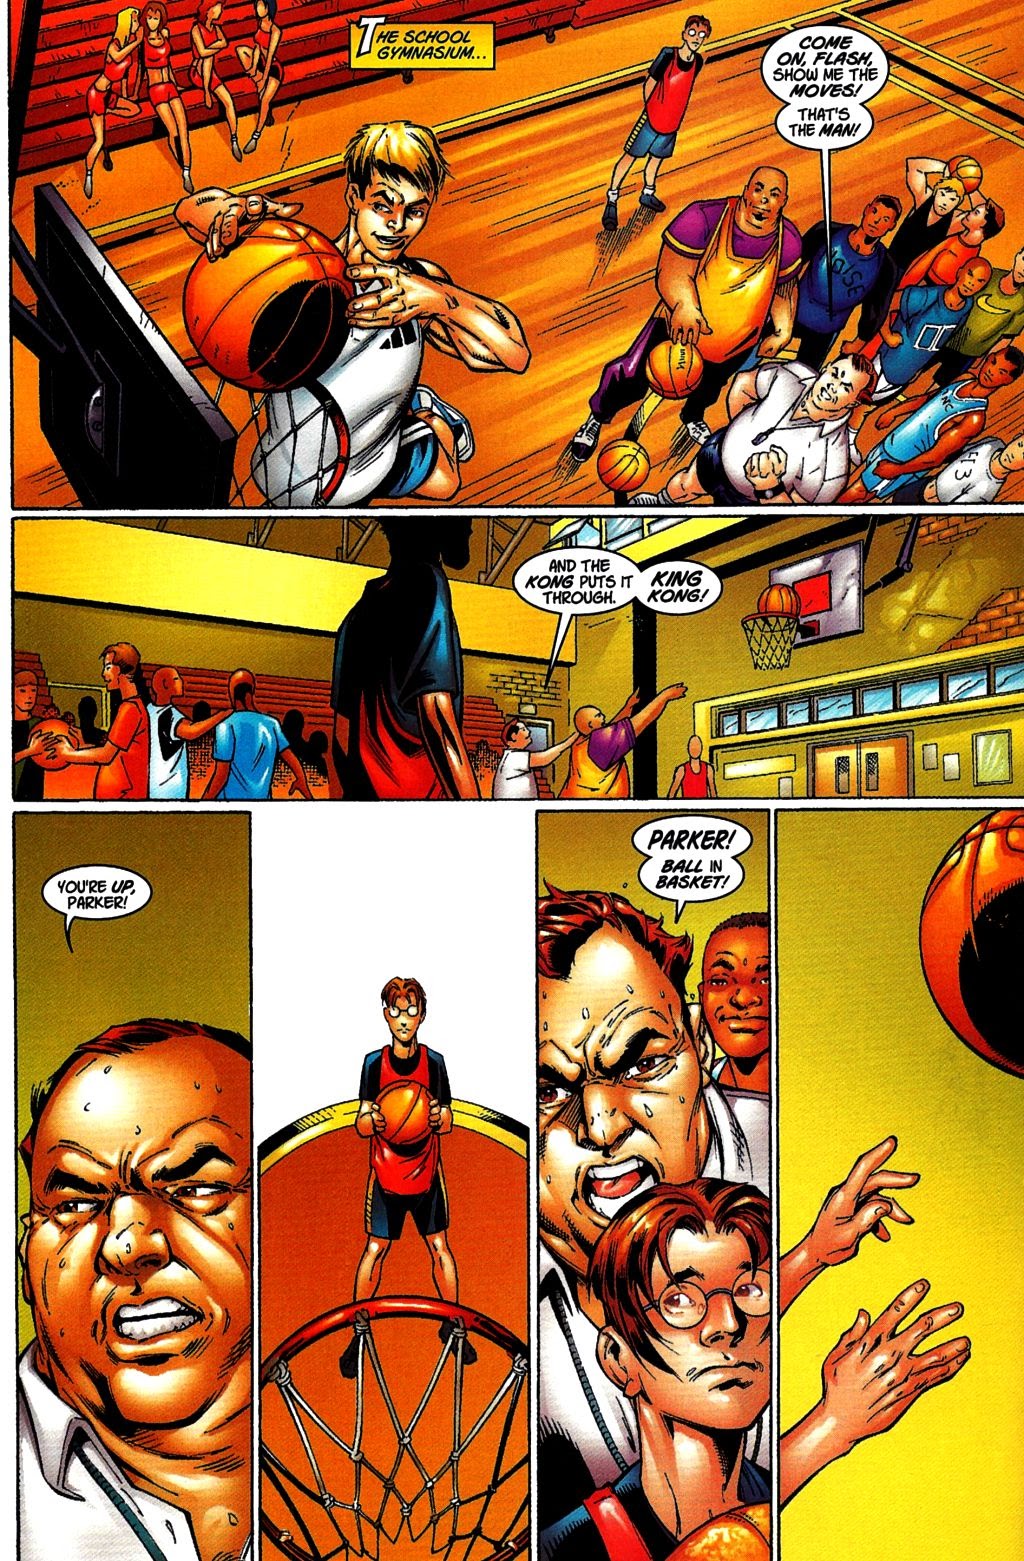 THE SCHOOL
GYMNASIUM...
COME
ON, FLASH,
SHOW ME THE
MOVES!
THAT'S
THE MAN!
AND THE
KONG PUTS IT
THROUGH.
KING
KONG!
YOU'RE UP,
PARKER!
PARKER!
BALL IN
BASKET!